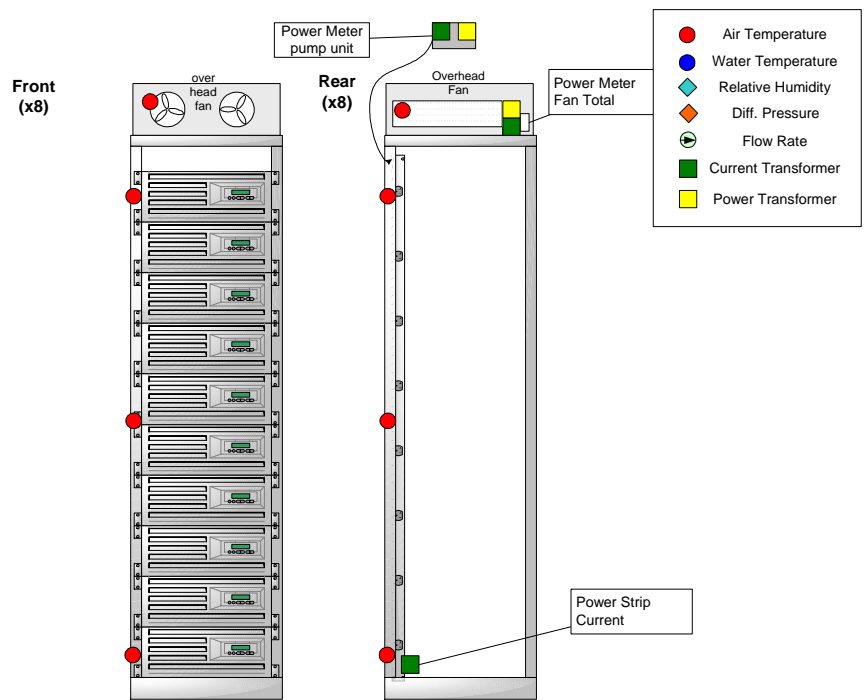 Power Meter
pump unit
Front
(x8)
over
head
fan
Rear
(x8)
Overhead
Fan
Power Meter
Fan Total
Air Temperature
Water Temperature
Relative Humidity
Diff. Pressure
Flow Rate
Current Transformer
Power Transformer
Power Strip
Current